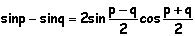 sinp – sinq = 2sin p – q / 2 cos p + q / 2